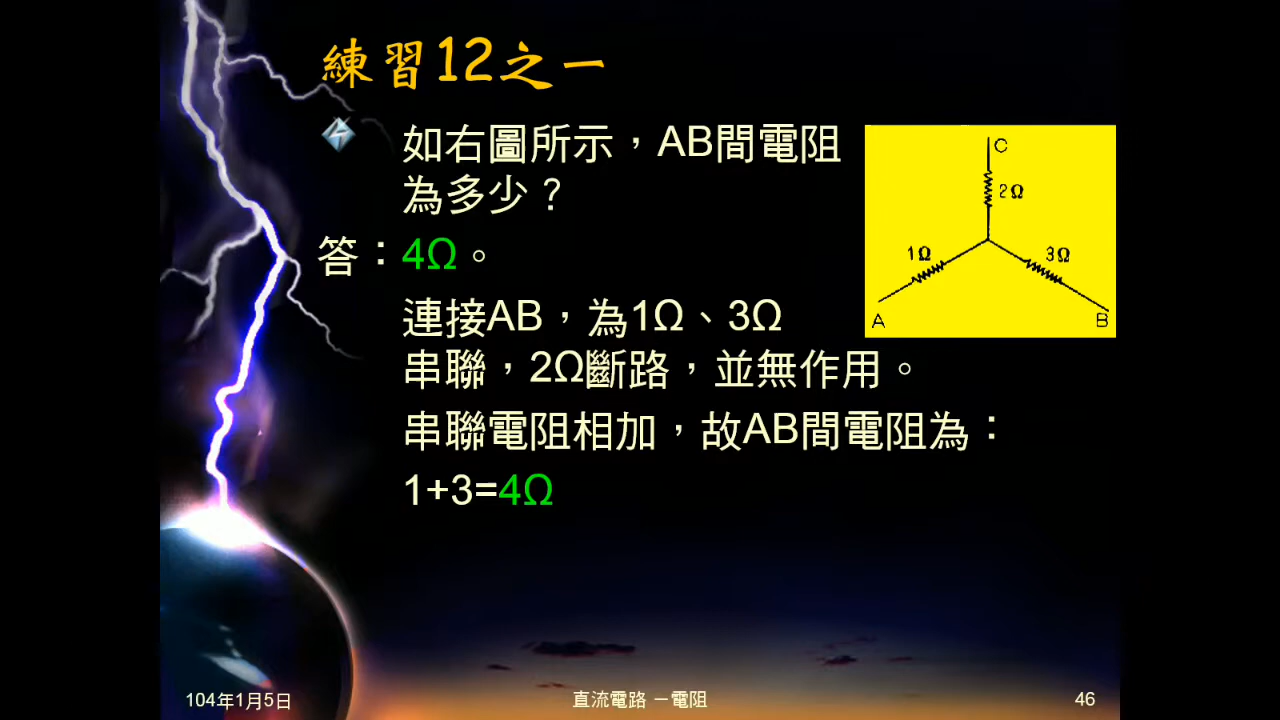 練習12之一
如右圖所示，AB間電阻
為多少？
答：4Ω。
連接AB，為1Ω、3Ω
串聯，2Ω斷路，並無作用。
串聯電阻相加，故AB間電阻為：
1+3=4Ω
C
2Ω
1Ω
3Ω
A
B
104年1月5日
直流電路 －電阻
46